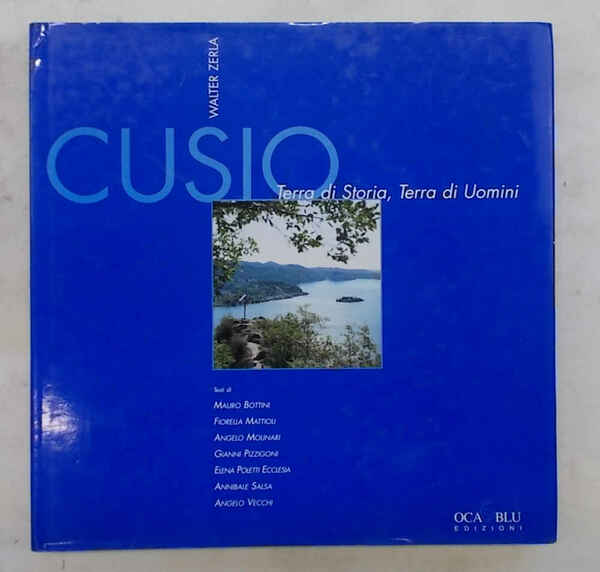 WALTER ZERLA
CUSIO
Terra di Storia, Terra di Uomini
Testi di
MAURO BOTTINI
FIORELLA MATTIOLI
ANGELO MOLINARI
GIANNI PIZZIGONI
ELENA POLETTI ECCLESIA
ANNIBALE SALSA
ANGELO VECCHI
OCA BLU
EDIZIONI